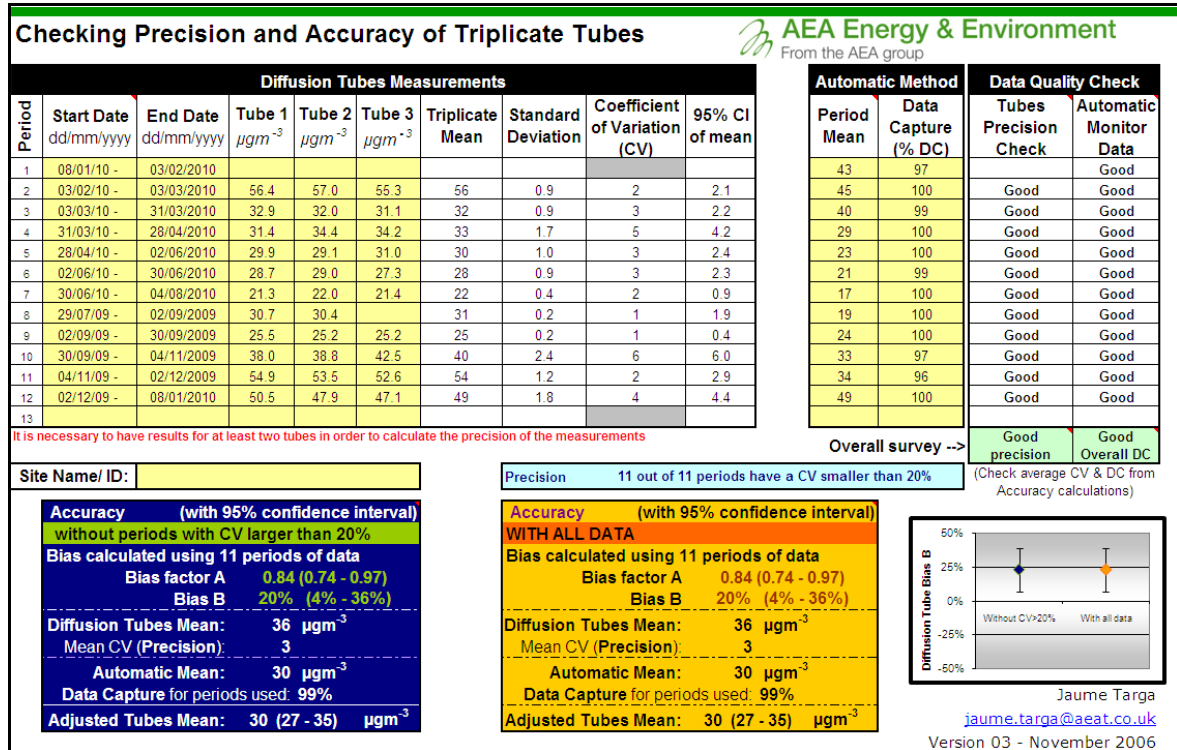 Checking Precision and Accuracy of Triplicate Tubes
AEA Energy & Environment
From the AEA group
Diffusion Tubes Measurements
Automatic Method
Data Quality Check
Period Start Date dd/mm/yyyy End Date dd/mm/yyyy Tube 1 µgm-3 Tube 2 µgm-3 Tube 3 µgm-3 Triplicate Mean Standard Deviation Coefficient of Variation (CV) 95% CI of mean Period Mean Data Capture (% DC) Tubes Precision Check Automatic Monitor Data
1 08/01/10 - 03/02/2010 43 97 Good
2 03/02/10 - 03/03/2010 56.4 57.0 55.3 56 0.9 2 2.1 45 100 Good Good
3 03/03/10 - 31/03/2010 32.9 32.0 31.1 32 0.9 3 2.2 40 99 Good Good
4 31/03/10 - 28/04/2010 31.4 34.4 34.2 33 1.7 5 4.2 29 100 Good Good
5 28/04/10 - 02/06/2010 29.9 29.1 31.0 30 1.0 3 2.4 23 100 Good Good
6 02/06/10 - 30/06/2010 28.7 29.0 27.3 28 0.9 3 2.3 21 99 Good Good
7 30/06/10 - 04/08/2010 21.3 22.0 21.4 22 0.4 2 0.9 17 100 Good Good
8 29/07/09 - 02/09/2009 30.7 30.4 31 0.2 1 1.9 19 100 Good Good
9 02/09/09 - 30/09/2009 25.5 25.2 25.2 25 0.2 1 0.4 24 100 Good Good
10 30/09/09 - 04/11/2009 38.0 38.8 42.5 40 2.4 6 6.0 33 97 Good Good
11 04/11/09 - 02/12/2009 54.9 53.5 52.6 54 1.2 2 2.9 34 96 Good Good
12 02/12/09 - 08/01/2010 50.5 47.9 47.1 49 1.8 4 4.4 49 100 Good Good
13
It is necessary to have results for at least two tubes in order to calculate the precision of the measurements
Overall survey --> Good precision Good Overall DC
Site Name/ ID:
Precision 11 out of 11 periods have a CV smaller than 20%
(Check average CV & DC from Accuracy calculations)
Accuracy (with 95% confidence interval)
without periods with CV larger than 20%
Bias calculated using 11 periods of data
Bias factor A 0.84 (0.74 - 0.97)
Bias B 20% (4% - 36%)
Diffusion Tubes Mean: 36 µgm-3
Mean CV (Precision): 3
Automatic Mean: 30 µgm-3
Data Capture for periods used: 99%
Adjusted Tubes Mean: 30 (27 - 35) µgm-3
Accuracy (with 95% confidence interval)
WITH ALL DATA
Bias calculated using 11 periods of data
Bias factor A 0.84 (0.74 - 0.97)
Bias B 20% (4% - 36%)
Diffusion Tubes Mean: 36 µgm-3
Mean CV (Precision): 3
Automatic Mean: 30 µgm-3
Data Capture for periods used: 99%
Adjusted Tubes Mean: 30 (27 - 35) µgm-3
Diffusion Tube Bias B
50%
25%
0%
-25%
-50%
Without CV>20% With all data
Jaume Targa
jaume.targa@aeat.co.uk
Version 03 - November 2006